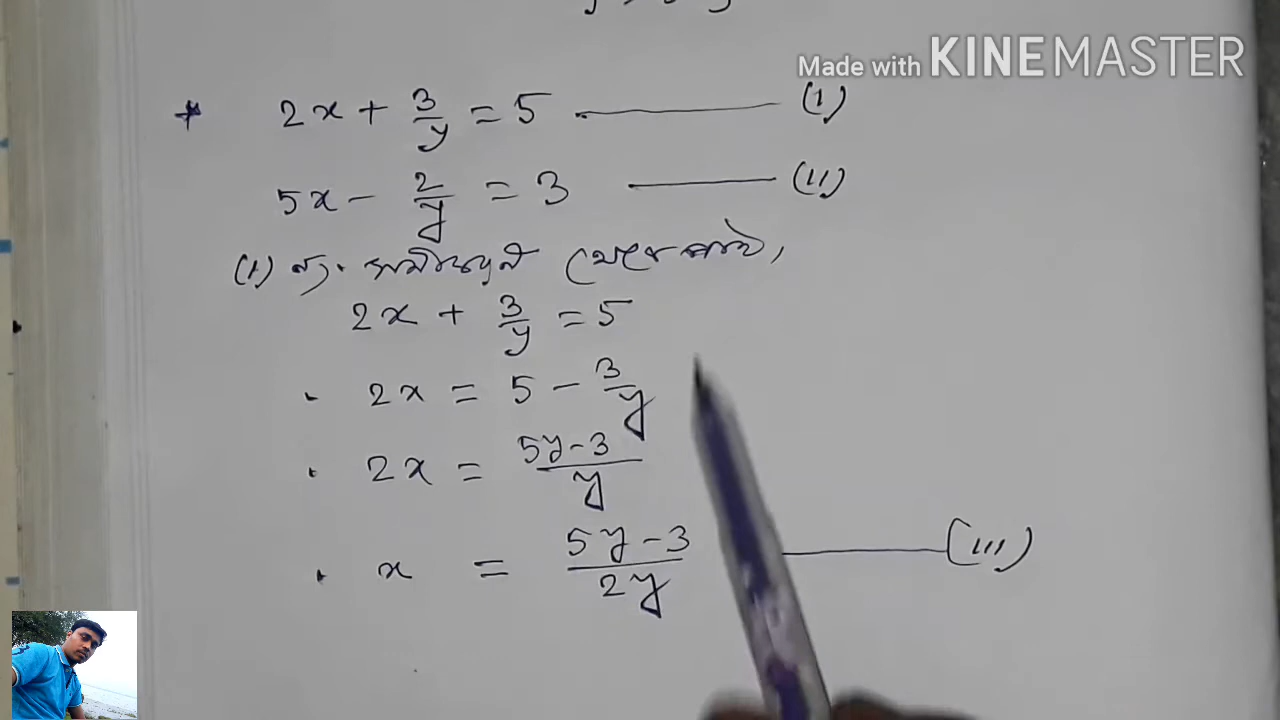 Made with KINEMASTER
* 2x + 3/y = 5 ——— (I)
5x - 2/y = 3 ——— (II)
(I) নং সমীকরণ থেকে পাই,
2x + 3/y = 5
· 2x = 5 - 3/y
· 2x = (5y-3)/y
· x = (5y-3)/2y ——— (III)